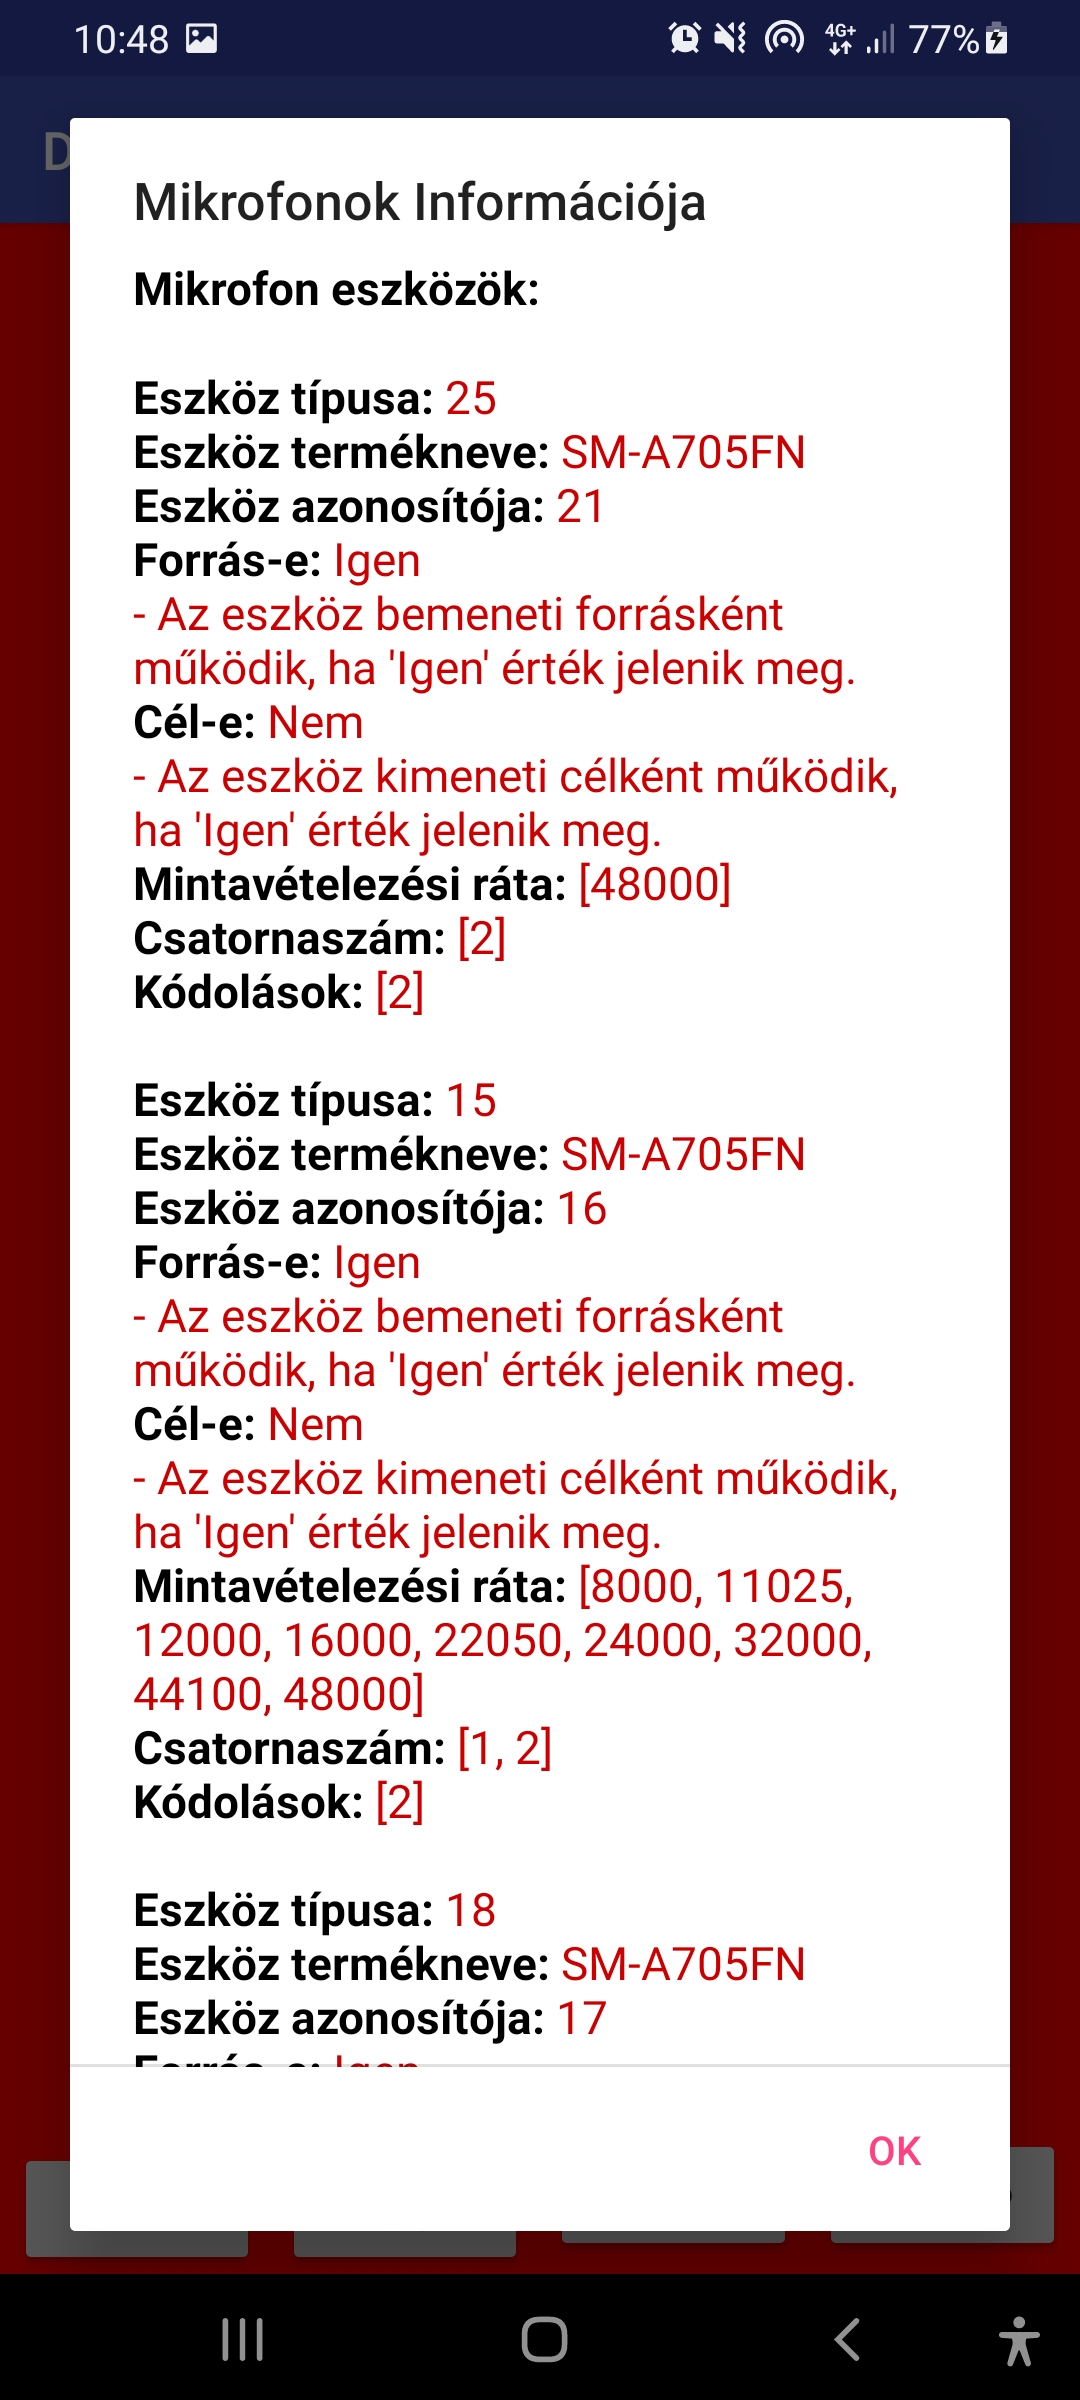 10:48
4G+
77%
D
Mikrofonok Információja
Mikrofon eszközök:
Eszköz típusa: 25
Eszköz termékneve: SM-A705FN
Eszköz azonosítója: 21
Forrás-e: Igen
- Az eszköz bemeneti forrásként
működik, ha 'Igen' érték jelenik meg.
Cél-e: Nem
- Az eszköz kimeneti célként működik,
ha 'Igen' érték jelenik meg.
Mintavételezési ráta: [48000]
Csatornaszám: [2]
Kódolások: [2]
Eszköz típusa: 15
Eszköz termékneve: SM-A705FN
Eszköz azonosítója: 16
Forrás-e: Igen
- Az eszköz bemeneti forrásként
működik, ha 'Igen' érték jelenik meg.
Cél-e: Nem
- Az eszköz kimeneti célként működik,
ha 'Igen' érték jelenik meg.
Mintavételezési ráta: [8000, 11025,
12000, 16000, 22050, 24000, 32000,
44100, 48000]
Csatornaszám: [1, 2]
Kódolások: [2]
Eszköz típusa: 18
Eszköz termékneve: SM-A705FN
Eszköz azonosítója: 17
Forrás-e: Igen
OK